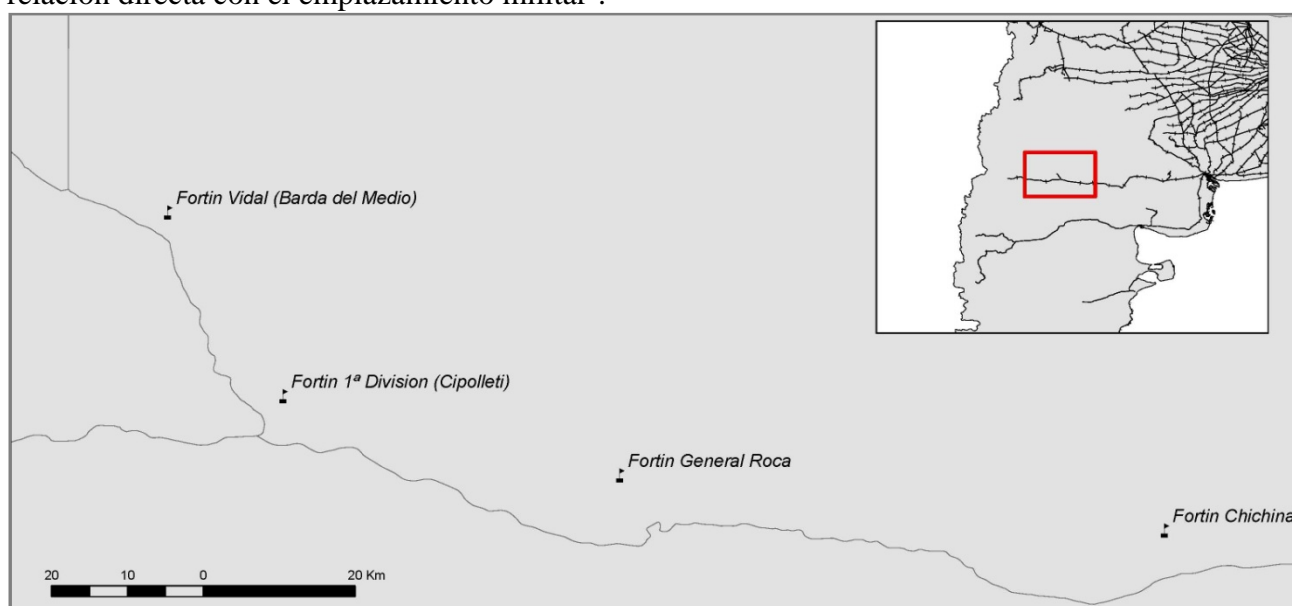 relación directa con el emplazamiento militar".
Fortin Vidal (Barda del Medio)
Fortin 1ª Division (Cipolleti)
Fortin General Roca
Fortin Chichina
20 10 0 20 Km